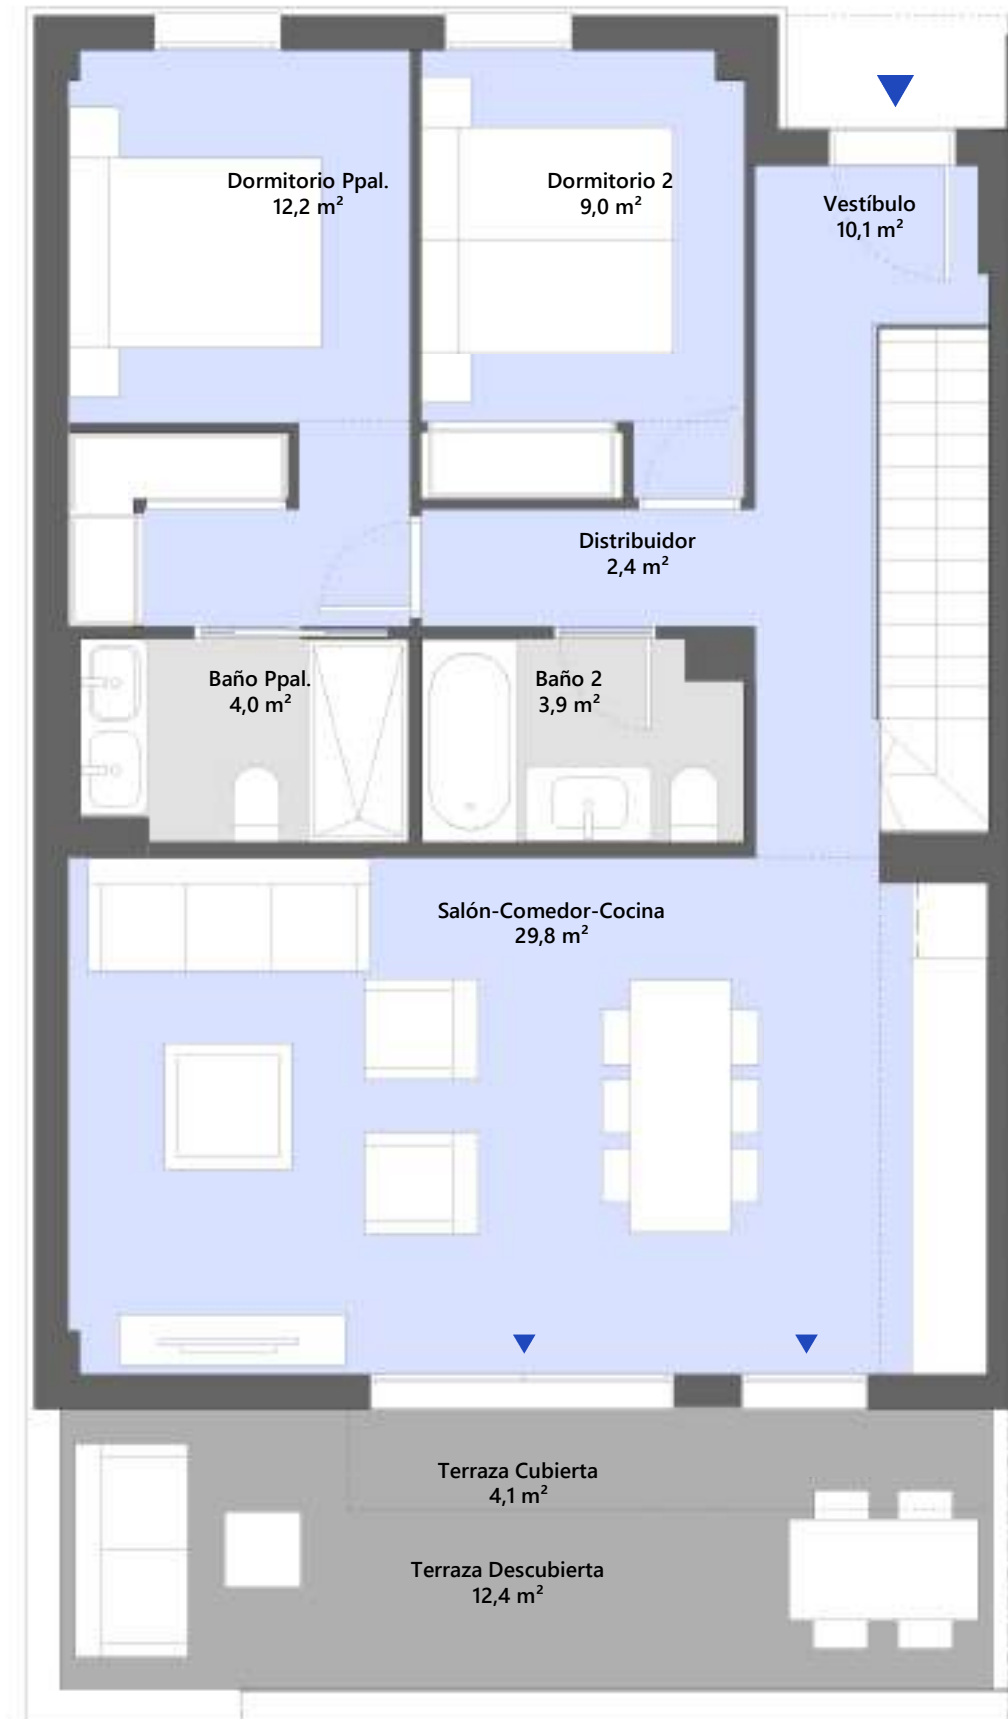 Dormitorio Ppal.
12,2 m²
Dormitorio 2
9,0 m²
Vestíbulo
10,1 m²
Distribuidor
2,4 m²
Baño Ppal.
4,0 m²
Baño 2
3,9 m²
Salón-Comedor-Cocina
29,8 m²
Terraza Cubierta
4,1 m²
Terraza Descubierta
12,4 m²